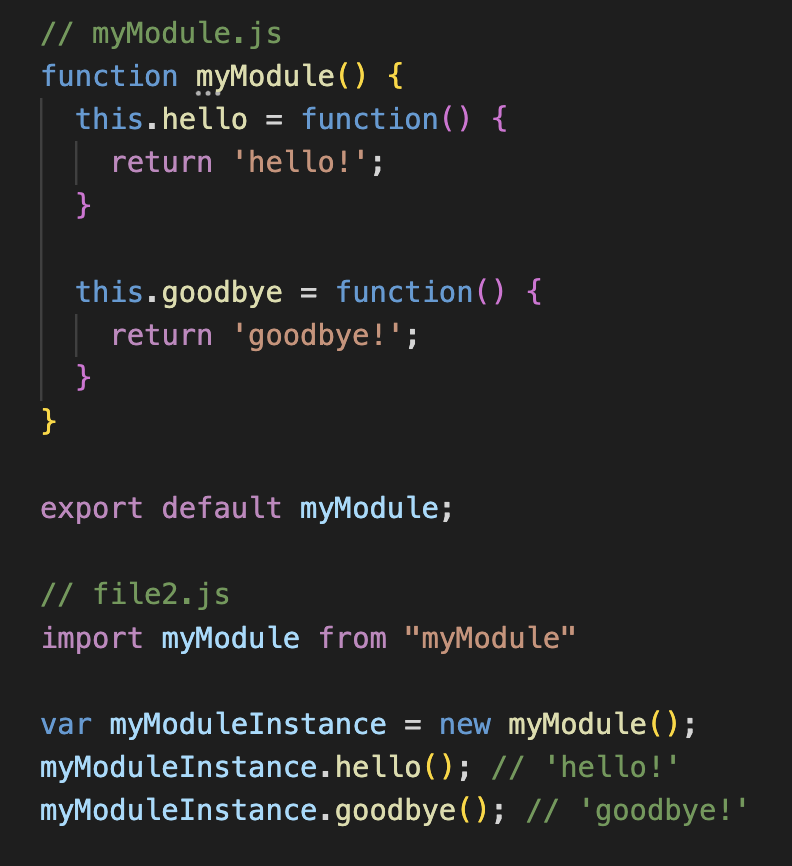 // myModule.js
function myModule() {
  this.hello = function() {
    return 'hello!';
  }

  this.goodbye = function() {
    return 'goodbye!';
  }
}

export default myModule;

// file2.js
import myModule from "myModule"

var myModuleInstance = new myModule();
myModuleInstance.hello(); // 'hello!'
myModuleInstance.goodbye(); // 'goodbye!'